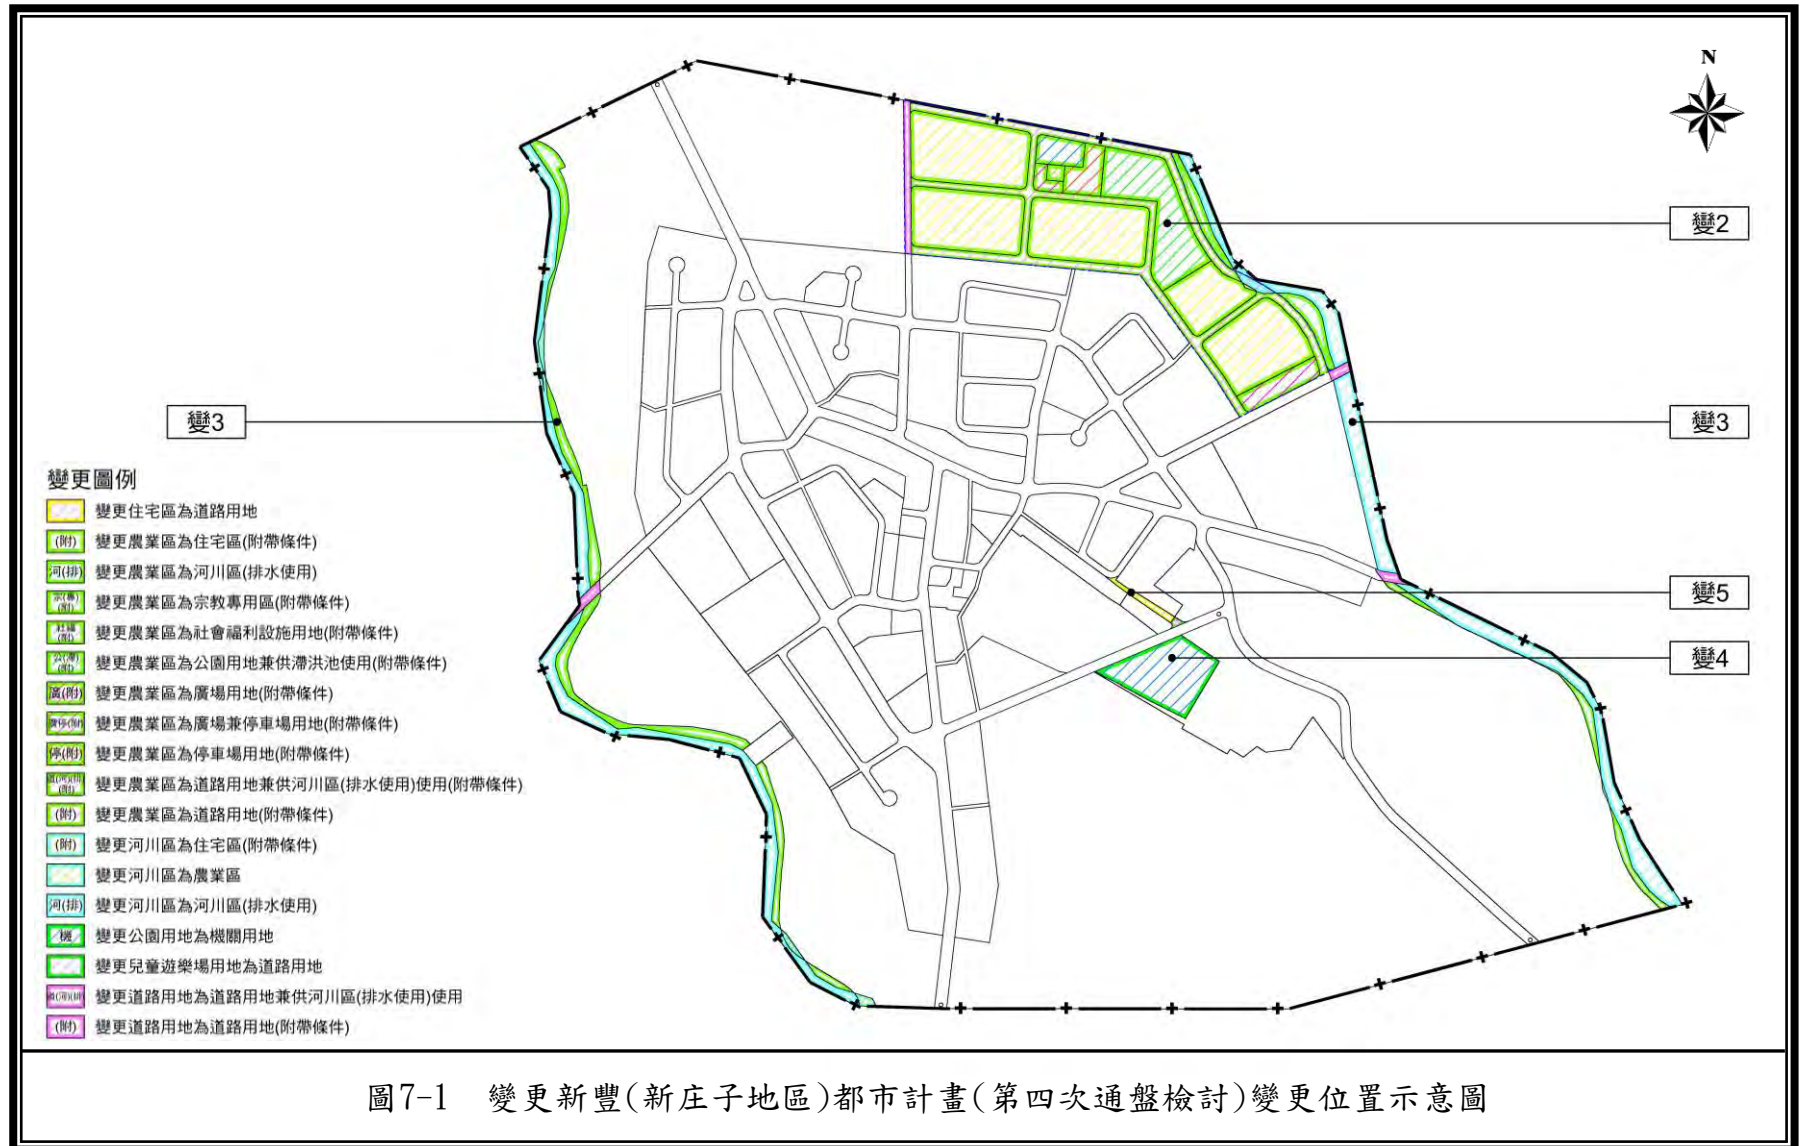 N
變2
變3
變3
變5
變4
變更圖例
變更住宅區為道路用地
(附) 變更農業區為住宅區(附帶條件)
河(排) 變更農業區為河川區(排水使用)
宗(專)(附) 變更農業區為宗教專用區(附帶條件)
社福(附) 變更農業區為社會福利設施用地(附帶條件)
公(滯)(附) 變更農業區為公園用地兼供滯洪池使用(附帶條件)
廣(附) 變更農業區為廣場用地(附帶條件)
廣停(附) 變更農業區為廣場兼停車場用地(附帶條件)
停(附) 變更農業區為停車場用地(附帶條件)
變更農業區為道路用地兼供河川區(排水使用)使用(附帶條件)
(附) 變更農業區為道路用地(附帶條件)
(附) 變更河川區為住宅區(附帶條件)
變更河川區為農業區
河(排) 變更河川區為河川區(排水使用)
機 變更公園用地為機關用地
變更兒童遊樂場用地為道路用地
變更道路用地為道路用地兼供河川區(排水使用)使用
(附) 變更道路用地為道路用地(附帶條件)
圖7-1 變更新豐(新庄子地區)都市計畫(第四次通盤檢討)變更位置示意圖